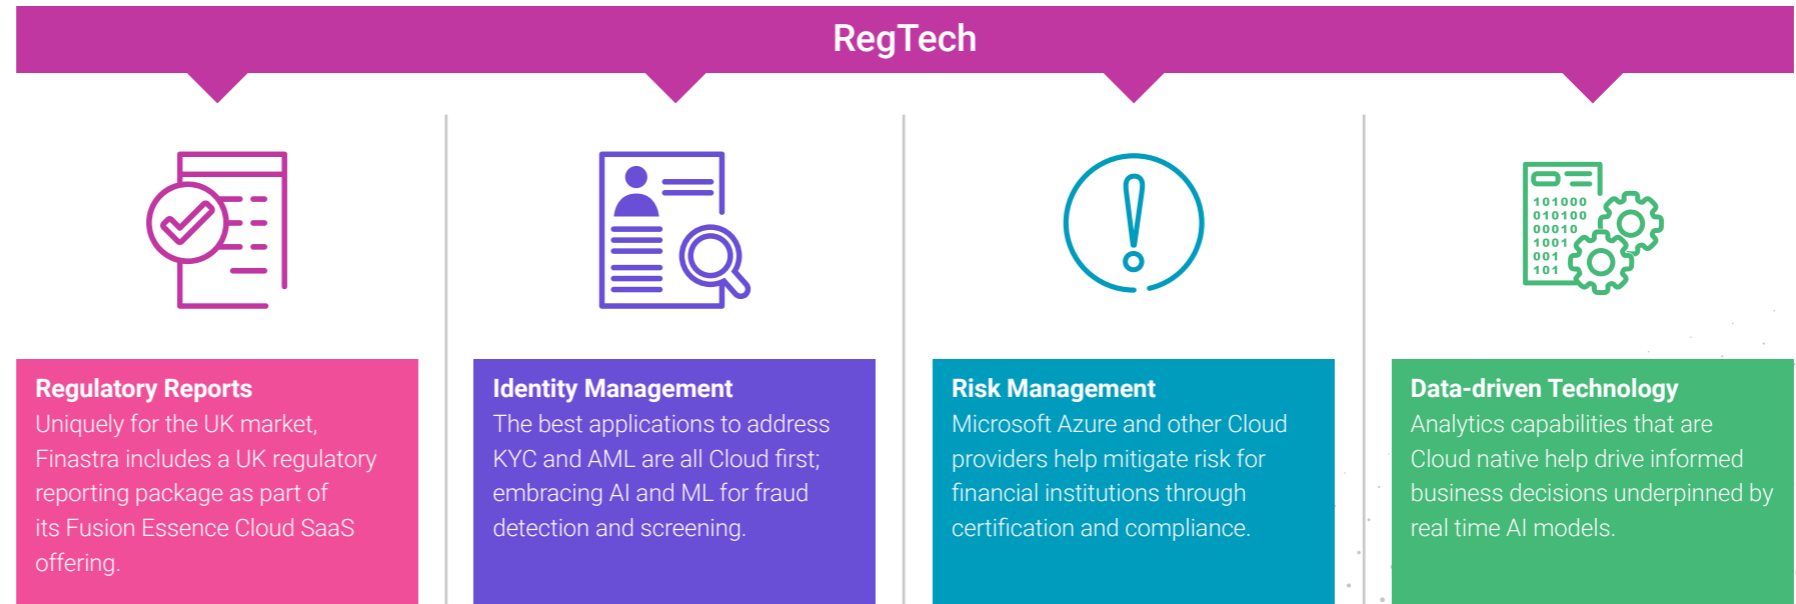 RegTech
101000
010100
00010
1001
001
101
Regulatory Reports
Uniquely for the UK market,
Finastra includes a UK regulatory
reporting package as part of
its Fusion Essence Cloud SaaS
offering.
Identity Management
The best applications to address
KYC and AML are all Cloud first;
embracing AI and ML for fraud
detection and screening.
Risk Management
Microsoft Azure and other Cloud
providers help mitigate risk for
financial institutions through
certification and compliance.
Data-driven Technology
Analytics capabilities that are
Cloud native help drive informed
business decisions underpinned by
real time AI models.